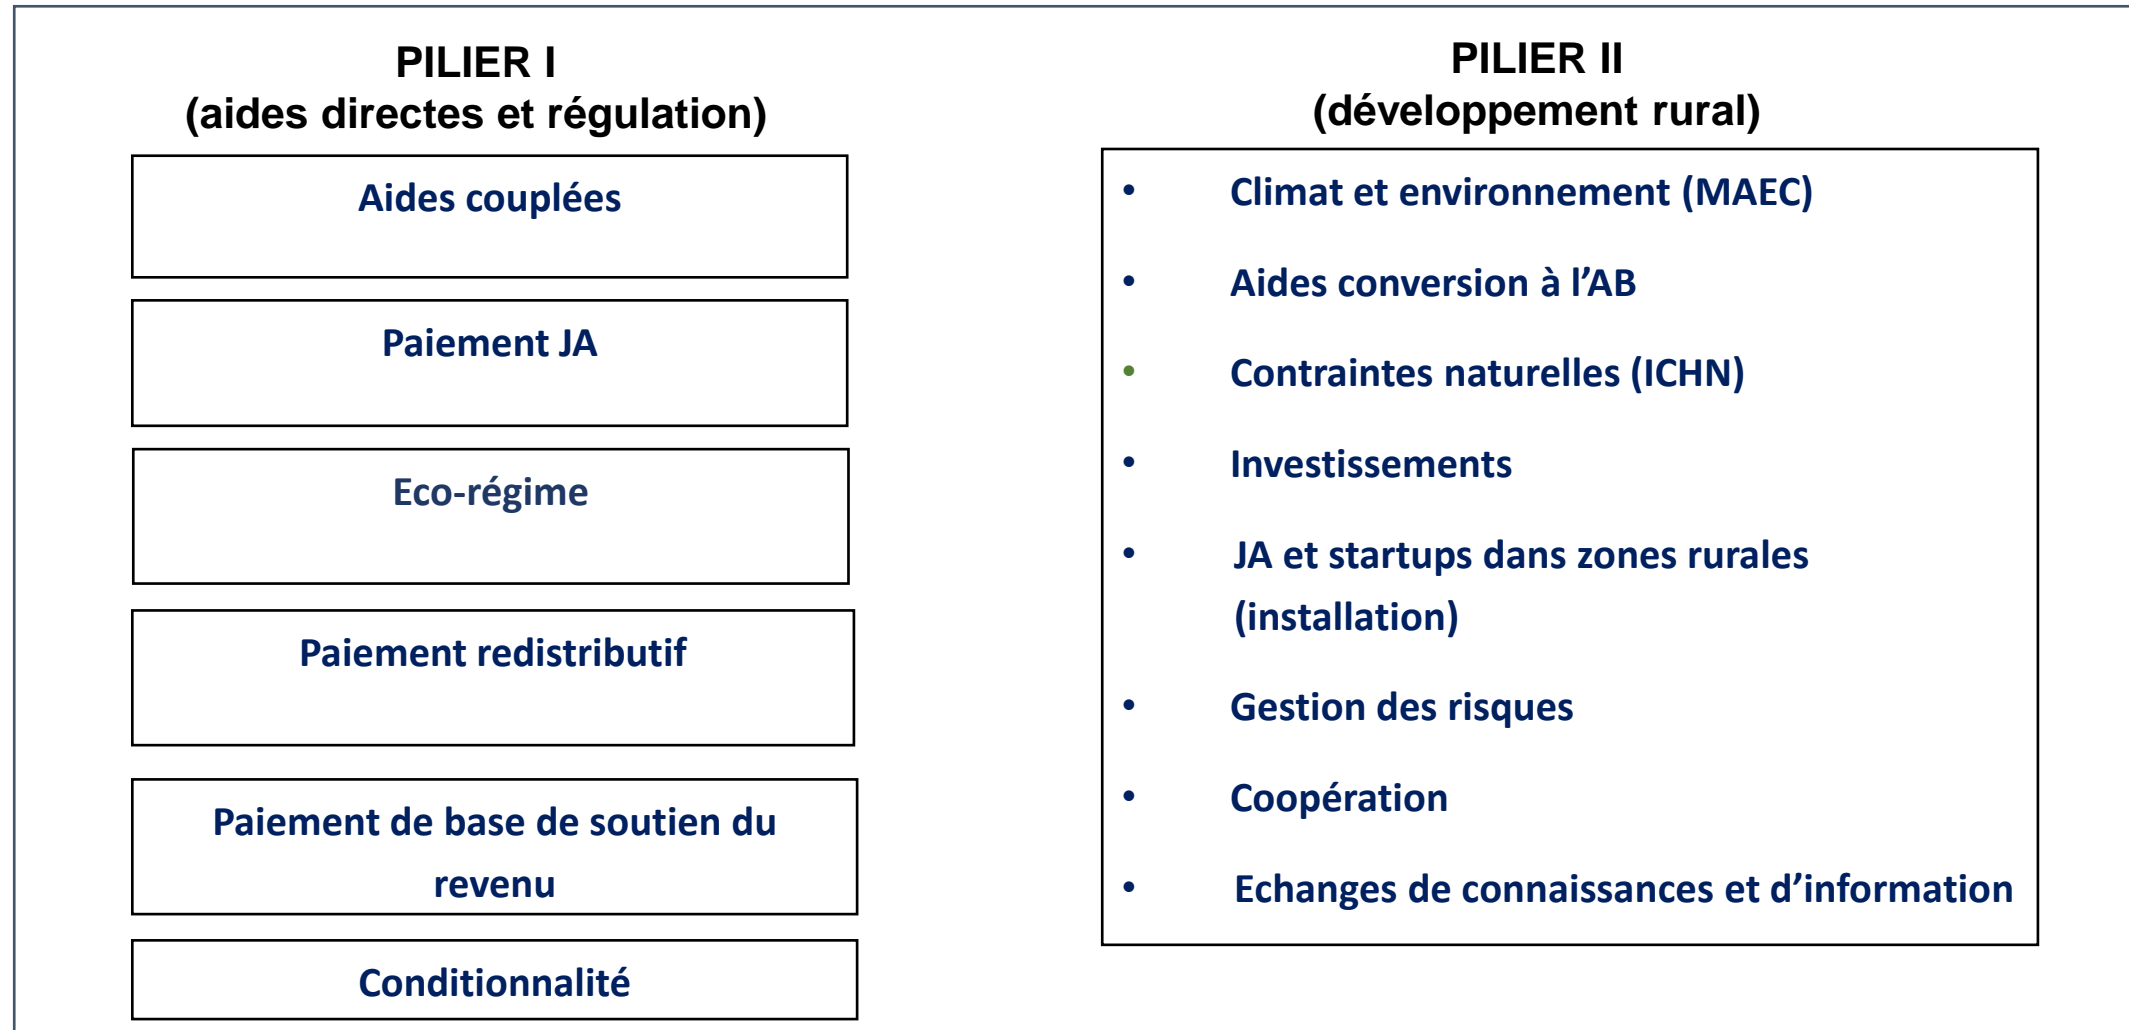 PILIER I
(aides directes et régulation)
Aides couplées
Paiement JA
Eco-régime
Paiement redistributif
Paiement de base de soutien du
revenu
Conditionnalité
PILIER II
(développement rural)
• Climat et environnement (MAEC)
• Aides conversion à l’AB
• Contraintes naturelles (ICHN)
• Investissements
• JA et startups dans zones rurales
(installation)
• Gestion des risques
• Coopération
• Echanges de connaissances et d’information